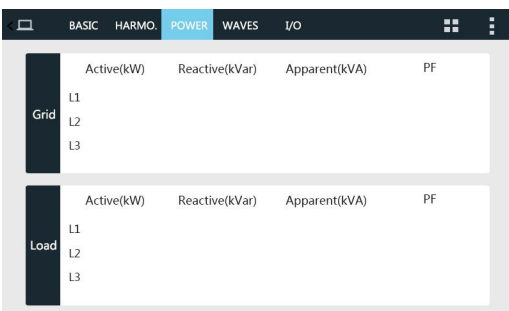 BASIC HARMO. POWER WAVES I/O
Active(kW) Reactive(kVar) Apparent(kVA) PF
L1
Grid
L2
L3
Active(kW) Reactive(kVar) Apparent(kVA) PF
L1
Load
L2
L3